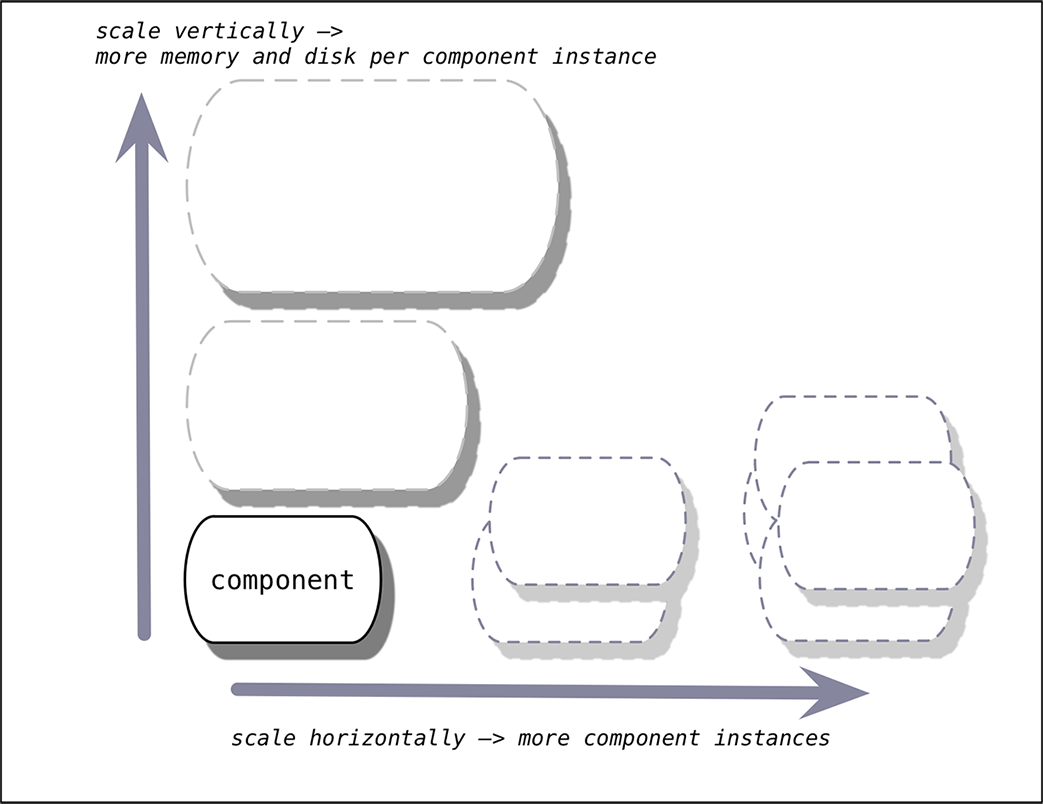 scale vertically —>
more memory and disk per component instance
component
scale horizontally —> more component instances